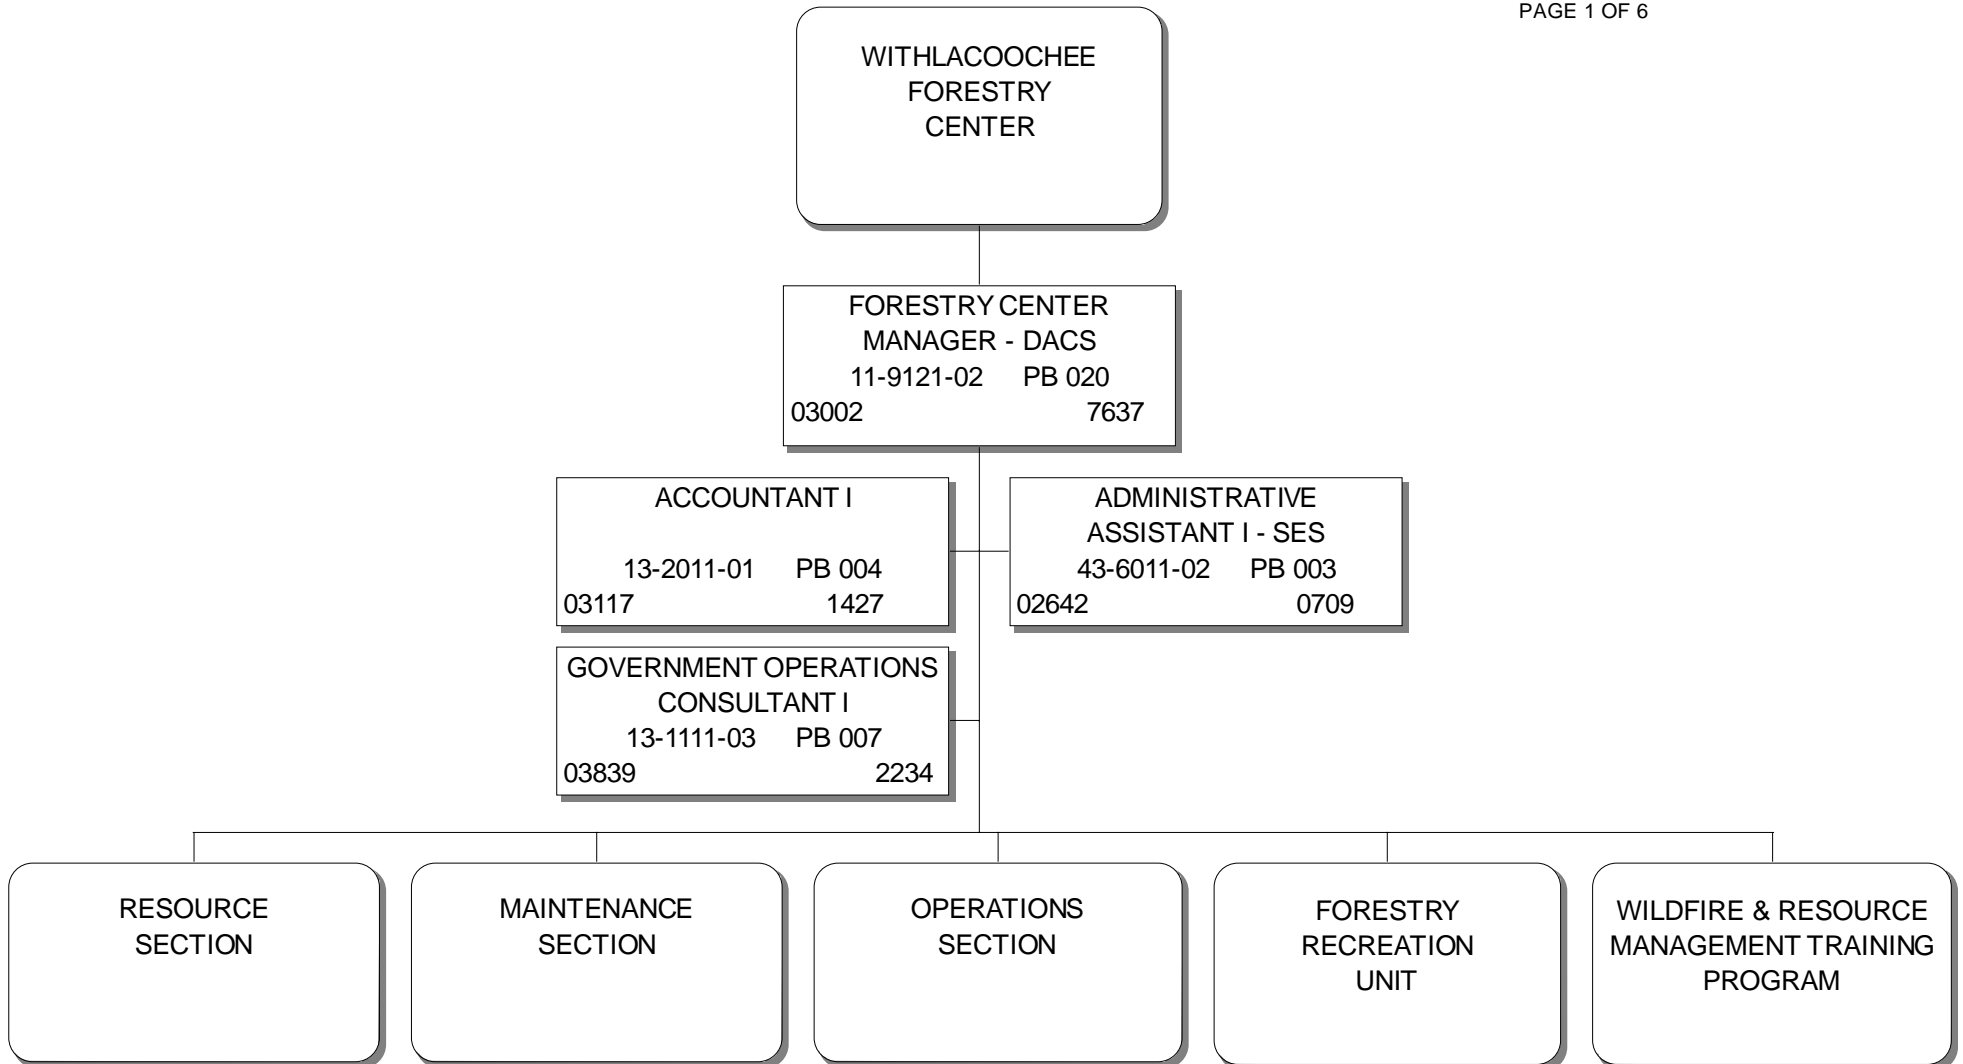 PAGE 1 OF 6
WITHLACOOCHEE
FORESTRY
CENTER
FORESTRY CENTER
MANAGER - DACS
11-9121-02 PB 020
03002 7637
ACCOUNTANT I
13-2011-01 PB 004
03117 1427
ADMINISTRATIVE
ASSISTANT I - SES
43-6011-02 PB 003
02642 0709
GOVERNMENT OPERATIONS
CONSULTANT I
13-1111-03 PB 007
03839 2234
RESOURCE
SECTION
MAINTENANCE
SECTION
OPERATIONS
SECTION
FORESTRY
RECREATION
UNIT
WILDFIRE & RESOURCE
MANAGEMENT TRAINING
PROGRAM